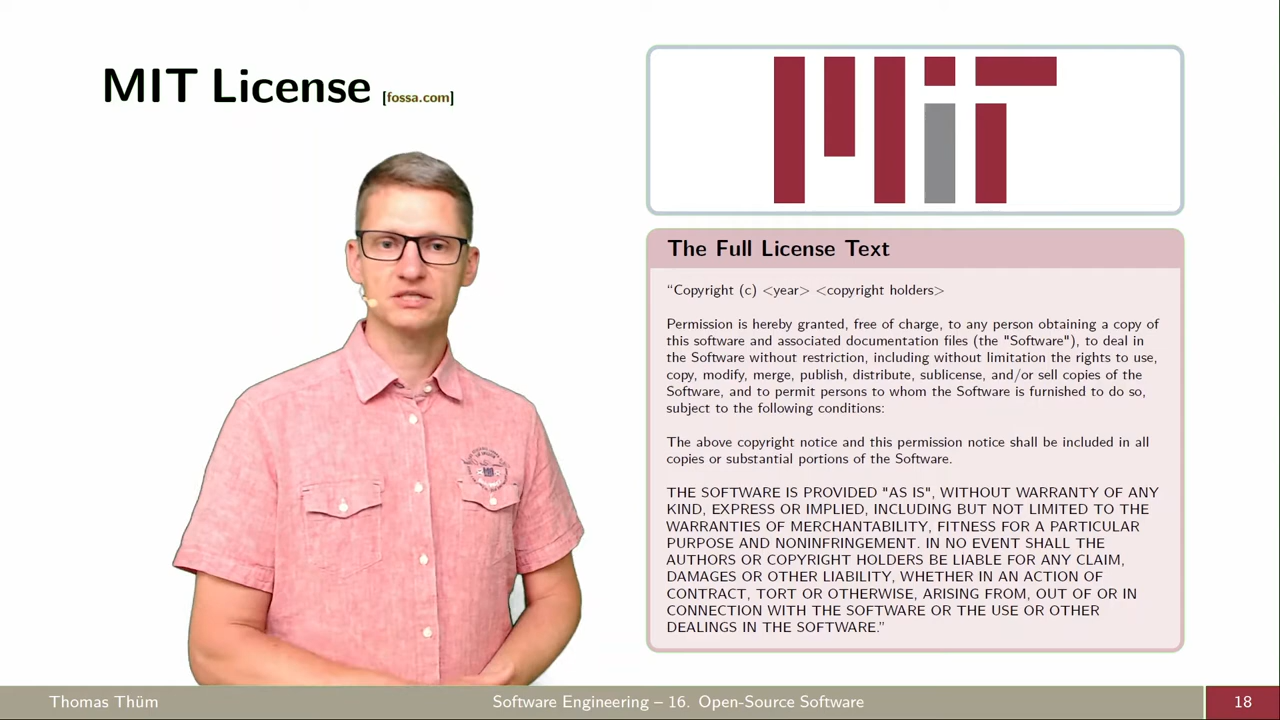 MIT License [fossa.com]
MiT
The Full License Text
“Copyright (c) <year> <copyright holders>
Permission is hereby granted, free of charge, to any person obtaining a copy of
this software and associated documentation files (the "Software"), to deal in
the Software without restriction, including without limitation the rights to use,
copy, modify, merge, publish, distribute, sublicense, and/or sell copies of the
Software, and to permit persons to whom the Software is furnished to do so,
subject to the following conditions:
The above copyright notice and this permission notice shall be included in all
copies or substantial portions of the Software.
THE SOFTWARE IS PROVIDED "AS IS", WITHOUT WARRANTY OF ANY
KIND, EXPRESS OR IMPLIED, INCLUDING BUT NOT LIMITED TO THE
WARRANTIES OF MERCHANTABILITY, FITNESS FOR A PARTICULAR
PURPOSE AND NONINFRINGEMENT. IN NO EVENT SHALL THE
AUTHORS OR COPYRIGHT HOLDERS BE LIABLE FOR ANY CLAIM,
DAMAGES OR OTHER LIABILITY, WHETHER IN AN ACTION OF
CONTRACT, TORT OR OTHERWISE, ARISING FROM, OUT OF OR IN
CONNECTION WITH THE SOFTWARE OR THE USE OR OTHER
DEALINGS IN THE SOFTWARE.”
Thomas Thüm
Software Engineering – 16. Open-Source Software
18